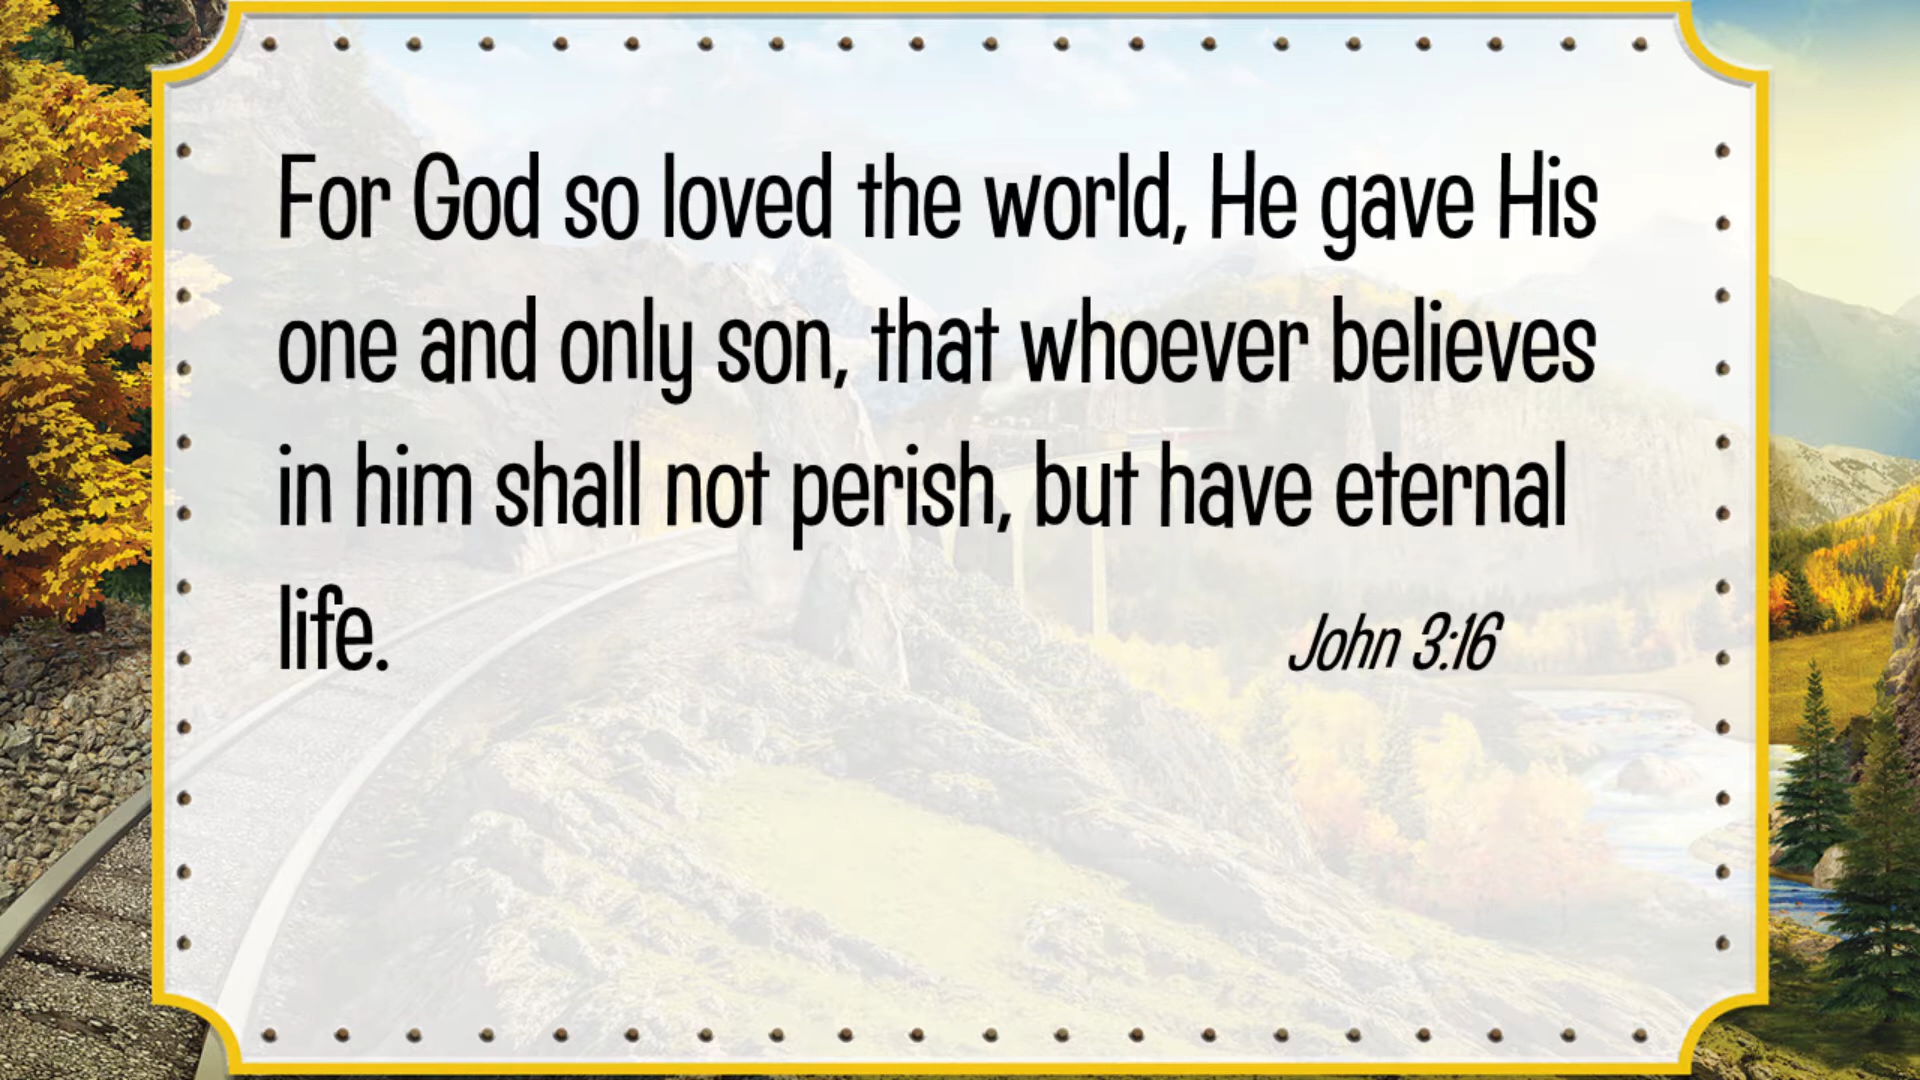 For God so loved the world, He gave His
one and only son, that whoever believes
in him shall not perish, but have eternal
life.
John 3:16